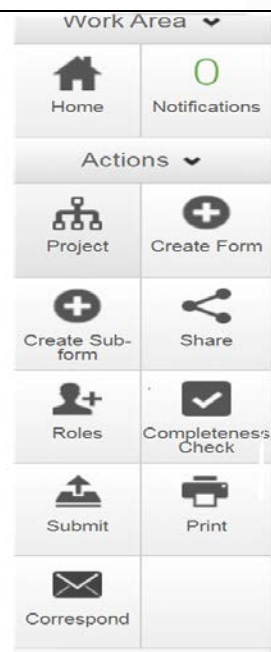 Work Area
0
Home Notifications
Actions
Project Create Form
Create Sub-
form Share
Roles Completeness
Check
Submit Print
Correspond